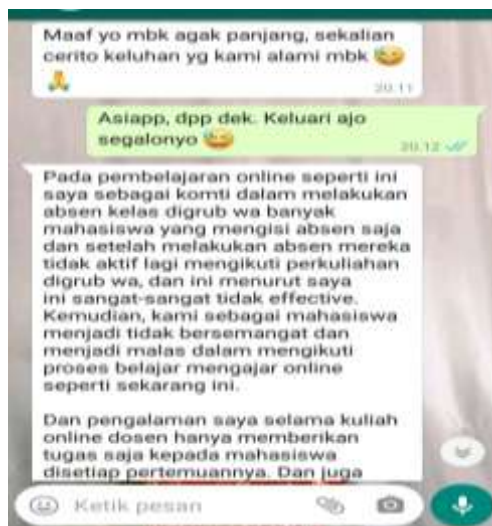 Maaf yo mbk agak panjang, sekalian
cerito keluhan yg kami alami mbk 😅
🙏
20.11
Asiapp, dpp dek. Keluari ajo
segalonyo 😅
20.12
Pada pembelajaran online seperti ini
saya sebagai komti dalam melakukan
absen kelas digrub wa banyak
mahasiswa yang mengisi absen saja
dan setelah melakukan absen mereka
tidak aktif lagi mengikuti perkuliahan
digrub wa, dan ini menurut saya
ini sangat-sangat tidak effective.
Kemudian, kami sebagai mahasiswa
menjadi tidak bersemangat dan
menjadi malas dalam mengikuti
proses belajar mengajar online
seperti sekarang ini.
Dan pengalaman saya selama kuliah
online dosen hanya memberikan
tugas saja kepada mahasiswa
disetiap pertemuannya. Dan juga
Ketik pesan